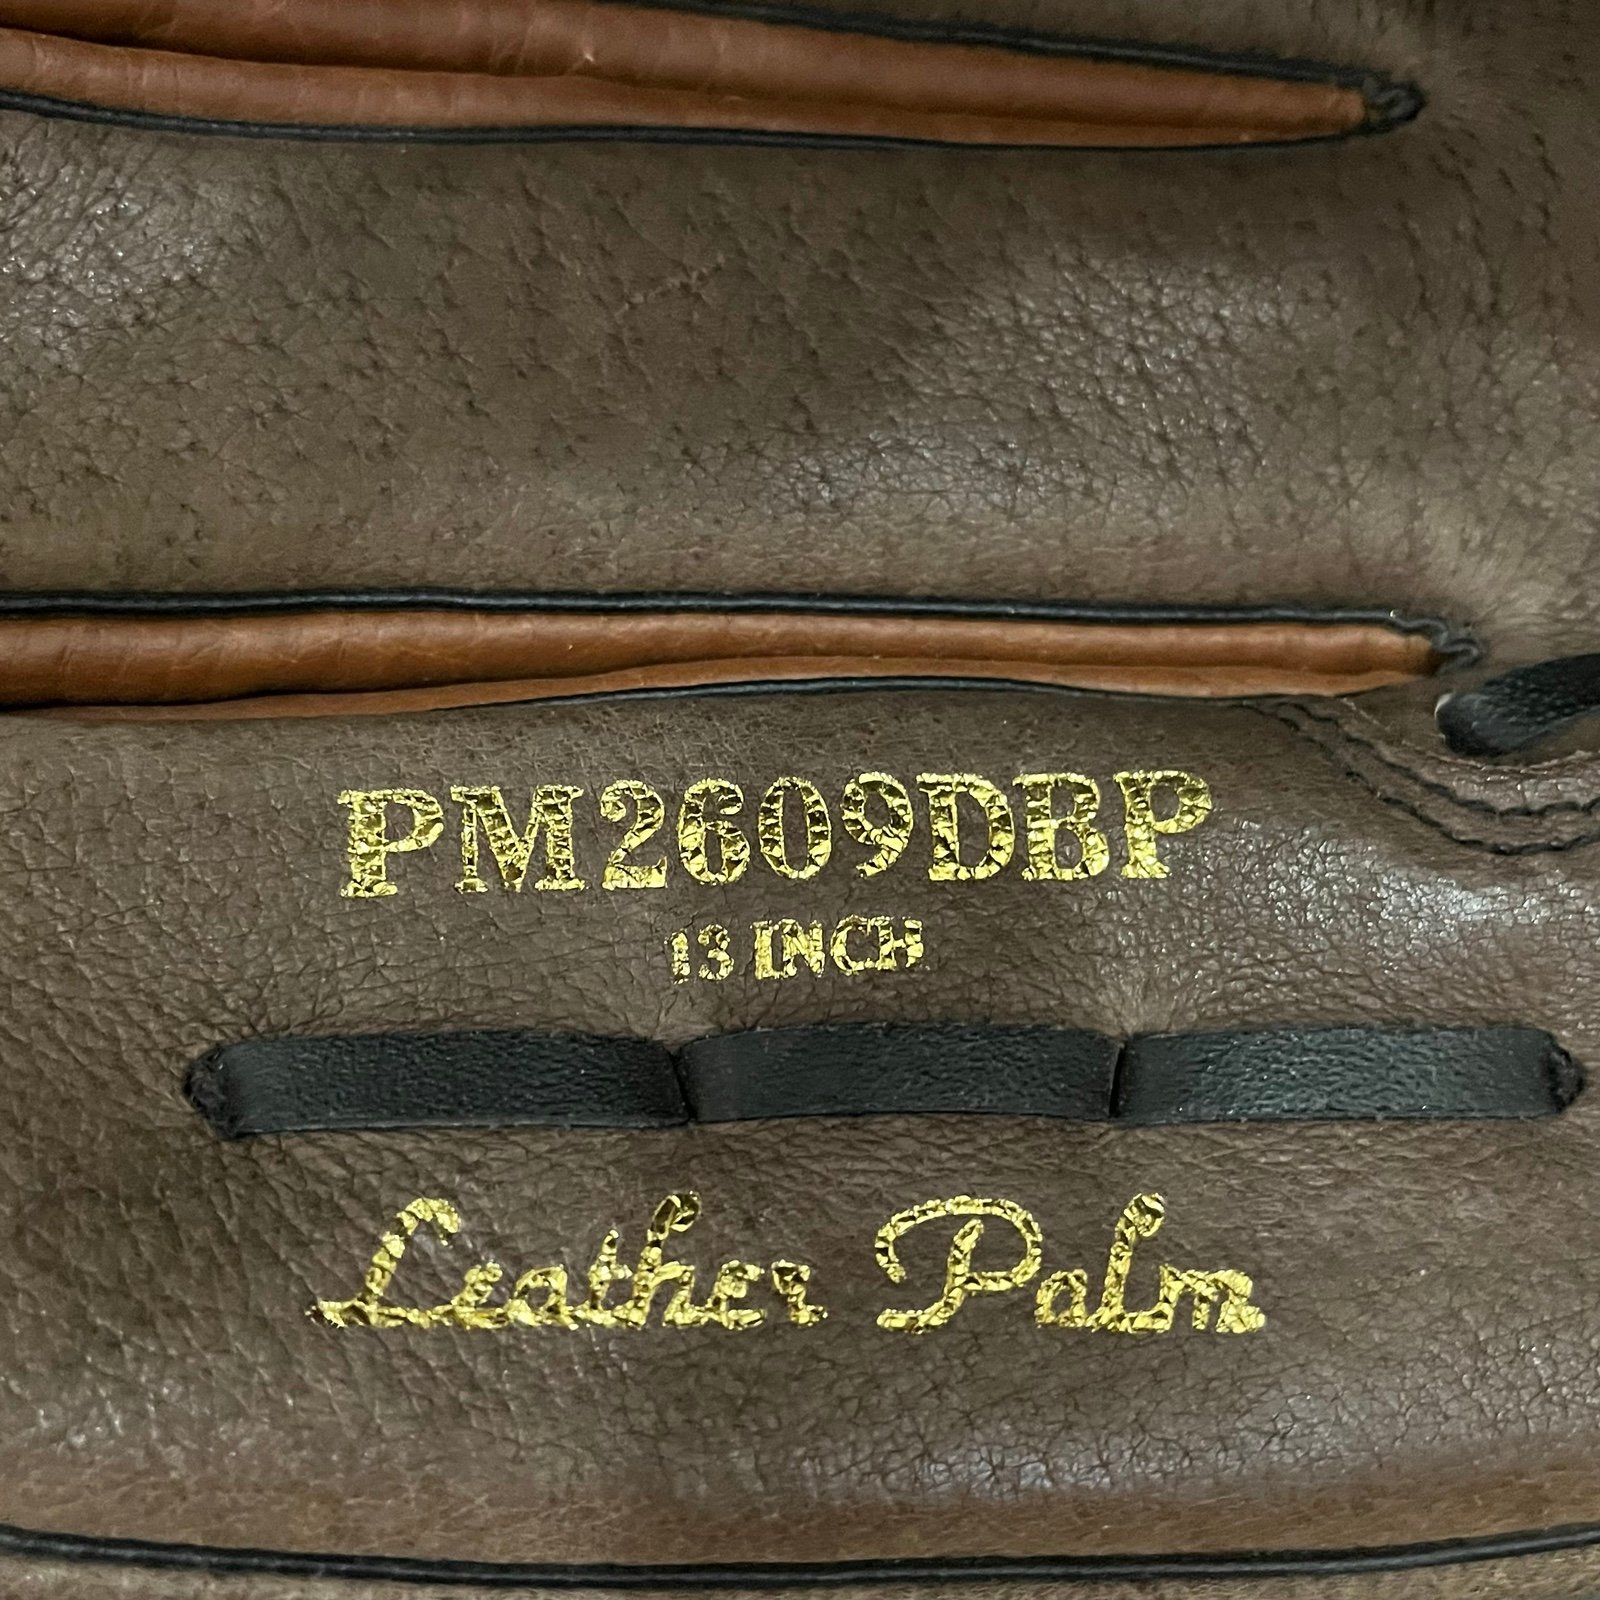 PM2609DBP
13 INCH
Leather Palm